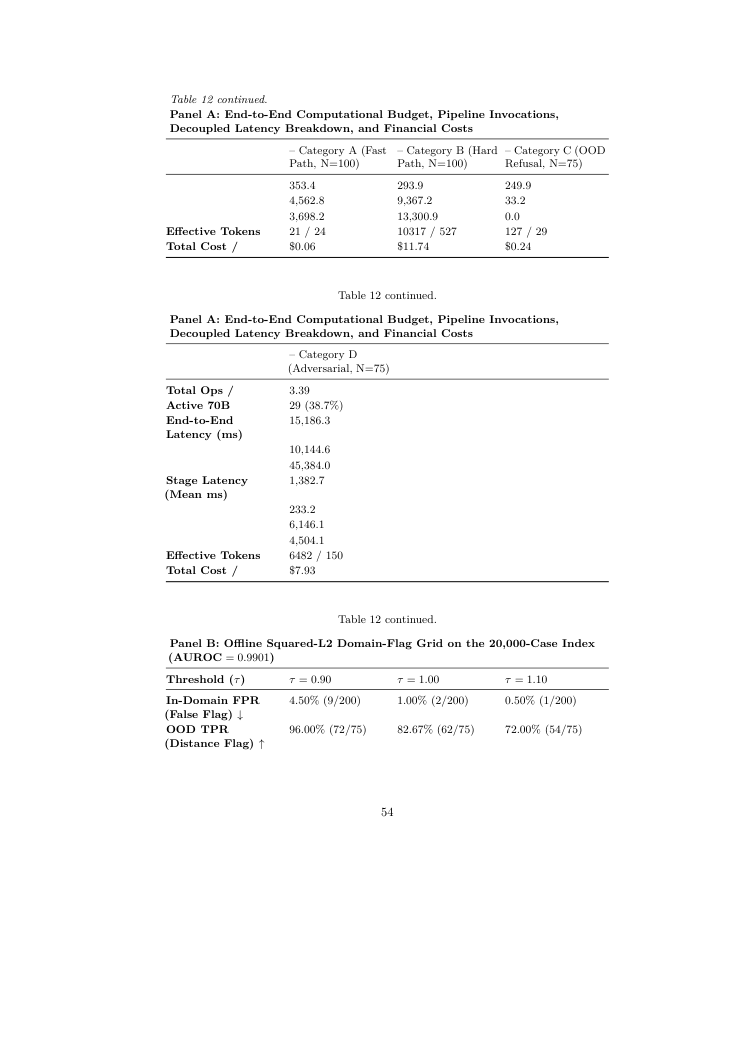 Table 12 continued.
Panel A: End-to-End Computational Budget, Pipeline Invocations,
Decoupled Latency Breakdown, and Financial Costs
– Category A (Fast – Category B (Hard – Category C (OOD
Path, N=100) Path, N=100) Refusal, N=75)
353.4 293.9 249.9
4,562.8 9,367.2 33.2
3,698.2 13,300.9 0.0
Effective Tokens 21 / 24 10317 / 527 127 / 29
Total Cost / $0.06 $11.74 $0.24
Table 12 continued.
Panel A: End-to-End Computational Budget, Pipeline Invocations,
Decoupled Latency Breakdown, and Financial Costs
– Category D
(Adversarial, N=75)
Total Ops / 3.39
Active 70B 29 (38.7%)
End-to-End 15,186.3
Latency (ms)
10,144.6
45,384.0
Stage Latency 1,382.7
(Mean ms)
233.2
6,146.1
4,504.1
Effective Tokens 6482 / 150
Total Cost / $7.93
Table 12 continued.
Panel B: Offline Squared-L2 Domain-Flag Grid on the 20,000-Case Index
(AUROC = 0.9901)
Threshold (τ) τ = 0.90 τ = 1.00 τ = 1.10
In-Domain FPR 4.50% (9/200) 1.00% (2/200) 0.50% (1/200)
(False Flag) ↓
OOD TPR 96.00% (72/75) 82.67% (62/75) 72.00% (54/75)
(Distance Flag) ↑
54